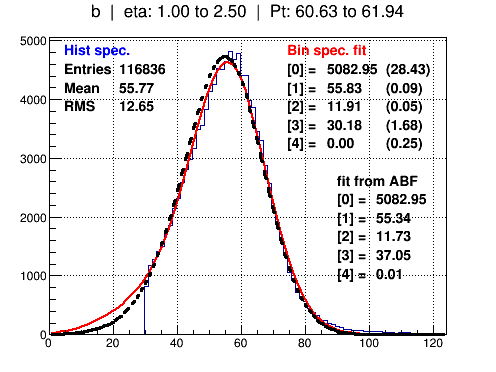 b | eta: 1.00 to 2.50 | Pt: 60.63 to 61.94
Hist spec.
Entries 116836
Mean 55.77
RMS 12.65
Bin spec. fit
[0] = 5082.95 (28.43)
[1] = 55.83 (0.09)
[2] = 11.91 (0.05)
[3] = 30.18 (1.68)
[4] = 0.00 (0.25)
fit from ABF
[0] = 5082.95
[1] = 55.34
[2] = 11.73
[3] = 37.05
[4] = 0.01
5000
4000
3000
2000
1000
0
0 20 40 60 80 100 120